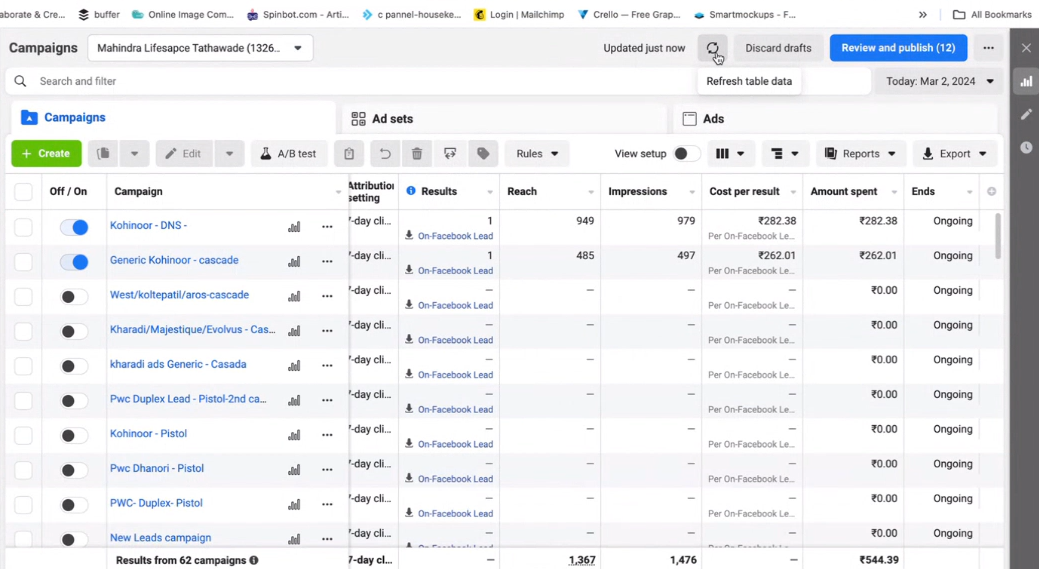 aborate & Cre... buffer Online Image Com... Spinbot.com - Arti... c pannel-houseke... Login | Mailchimp Crello — Free Grap... Smartmockups - F... » All Bookmarks
Campaigns Mahindra Lifesapce Tathawade (1326... Updated just now Discard drafts Review and publish (12) ...
Search and filter Refresh table data Today: Mar 2, 2024
Campaigns Ad sets Ads
+ Create Edit A/B test Rules View setup Reports Export
Off / On Campaign Attribution setting Results Reach Impressions Cost per result Amount spent Ends
Kohinoor - DNS - 7-day cli... 1 949 979 ₹282.38 ₹282.38 Ongoing
On-Facebook Lead Per On-Facebook Le...
Generic Kohinoor - cascade 7-day cli... 1 485 497 ₹262.01 ₹262.01 Ongoing
On-Facebook Lead Per On-Facebook Le...
West/koltepatil/aros-cascade 7-day cli... — — — — ₹0.00 Ongoing
On-Facebook Lead Per On-Facebook Le...
Kharadi/Majestique/Evolvus - Cas... 7-day cli... — — — — ₹0.00 Ongoing
On-Facebook Lead Per On-Facebook Le...
kharadi ads Generic - Casada 7-day cli... — — — — ₹0.00 Ongoing
On-Facebook Lead Per On-Facebook Le...
Pwc Duplex Lead - Pistol-2nd ca... 7-day cli... — — — — ₹0.00 Ongoing
On-Facebook Lead Per On-Facebook Le...
Kohinoor - Pistol 7-day cli... — — — — ₹0.00 Ongoing
On-Facebook Lead Per On-Facebook Le...
Pwc Dhanori - Pistol 7-day cli... — — — — ₹0.00 Ongoing
On-Facebook Lead Per On-Facebook Le...
PWC- Duplex- Pistol 7-day cli... — — — — ₹0.00 Ongoing
On-Facebook Lead Per On-Facebook Le...
New Leads campaign 7-day cli... — — — — ₹0.00 Ongoing
Results from 62 campaigns 7-day cli... — 1,367 1,476 — ₹544.39